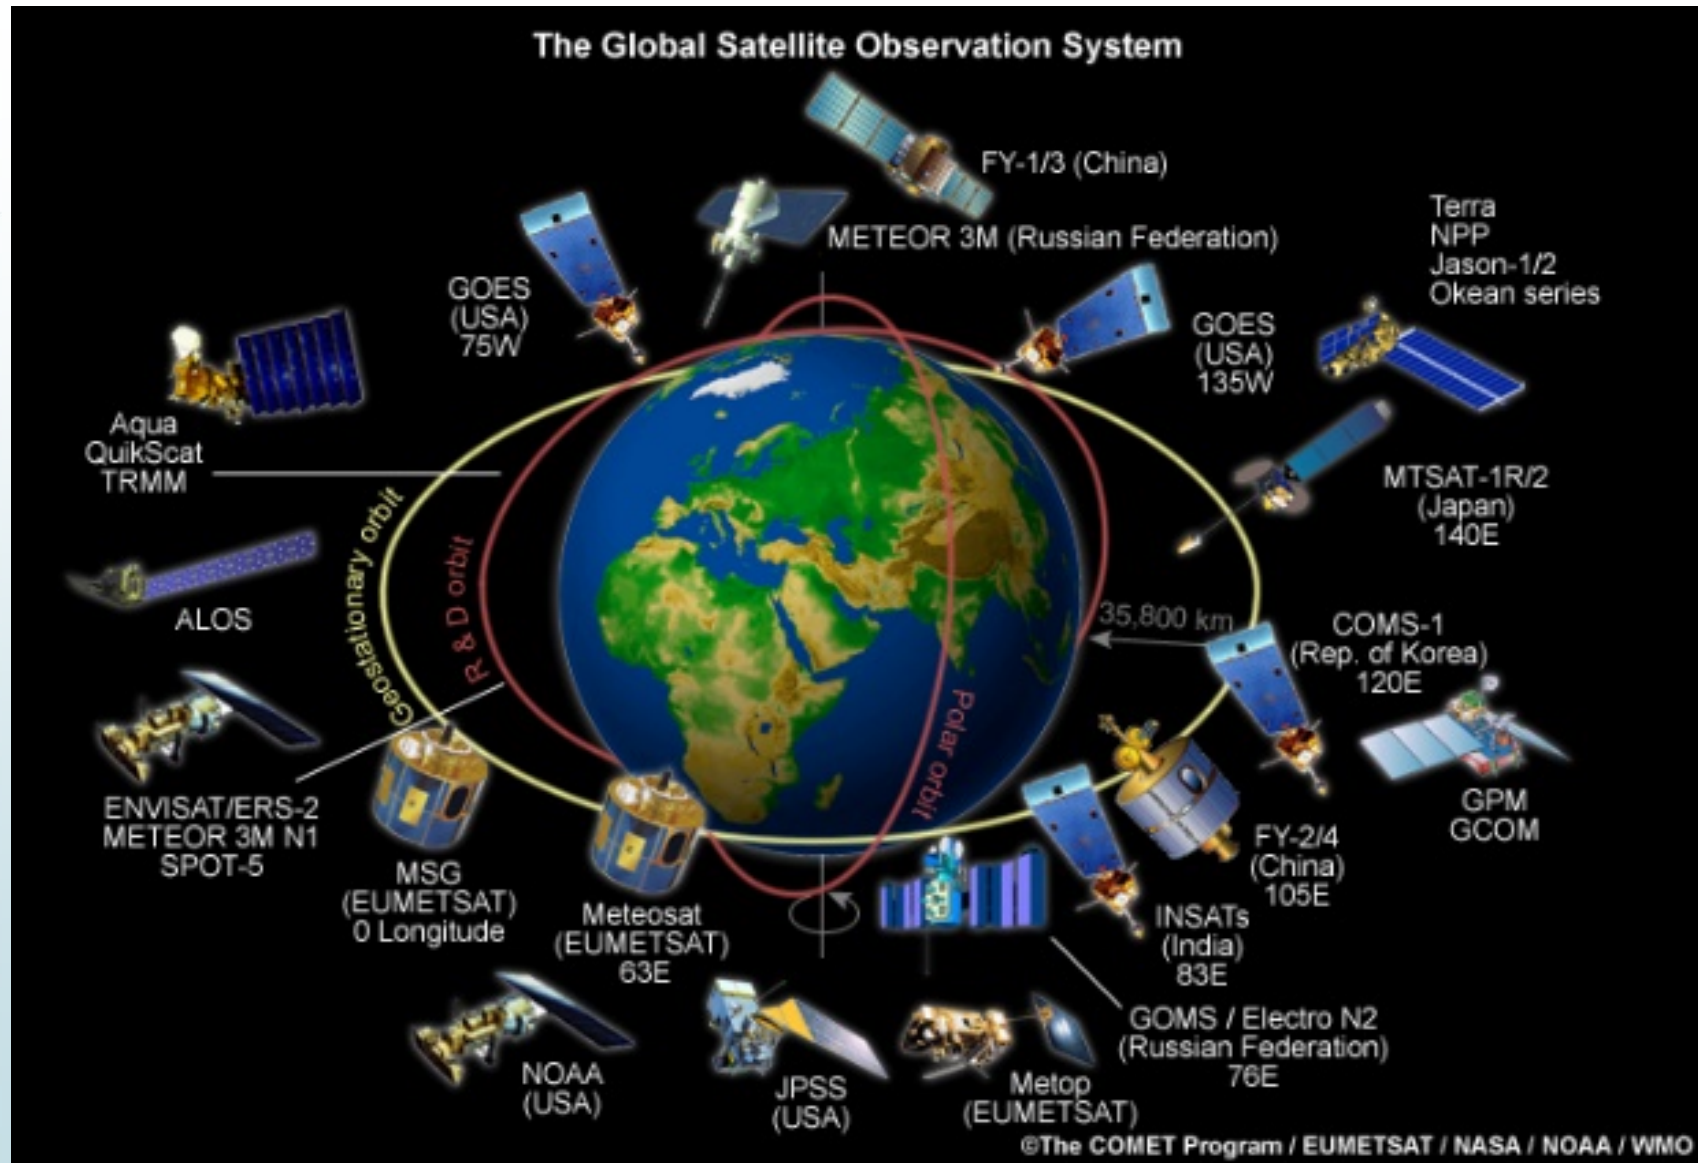 The Global Satellite Observation System
FY-1/3 (China)
METEOR 3M (Russian Federation)
Terra
NPP
Jason-1/2
Okean series
GOES
(USA)
75W
GOES
(USA)
135W
Aqua
QuikScat
TRMM
MTSAT-1R/2
(Japan)
140E
Geostationary orbit
R & D orbit
Polar orbit
ALOS
35,800 km
COMS-1
(Rep. of Korea)
120E
ENVISAT/ERS-2
METEOR 3M N1
SPOT-5
GPM
GCOM
MSG
(EUMETSAT)
0 Longitude
Meteosat
(EUMETSAT)
63E
FY-2/4
(China)
105E
INSATs
(India)
83E
GOMS / Electro N2
(Russian Federation)
76E
NOAA
(USA)
JPSS
(USA)
Metop
(EUMETSAT)
©The COMET Program / EUMETSAT / NASA / NOAA / WMO